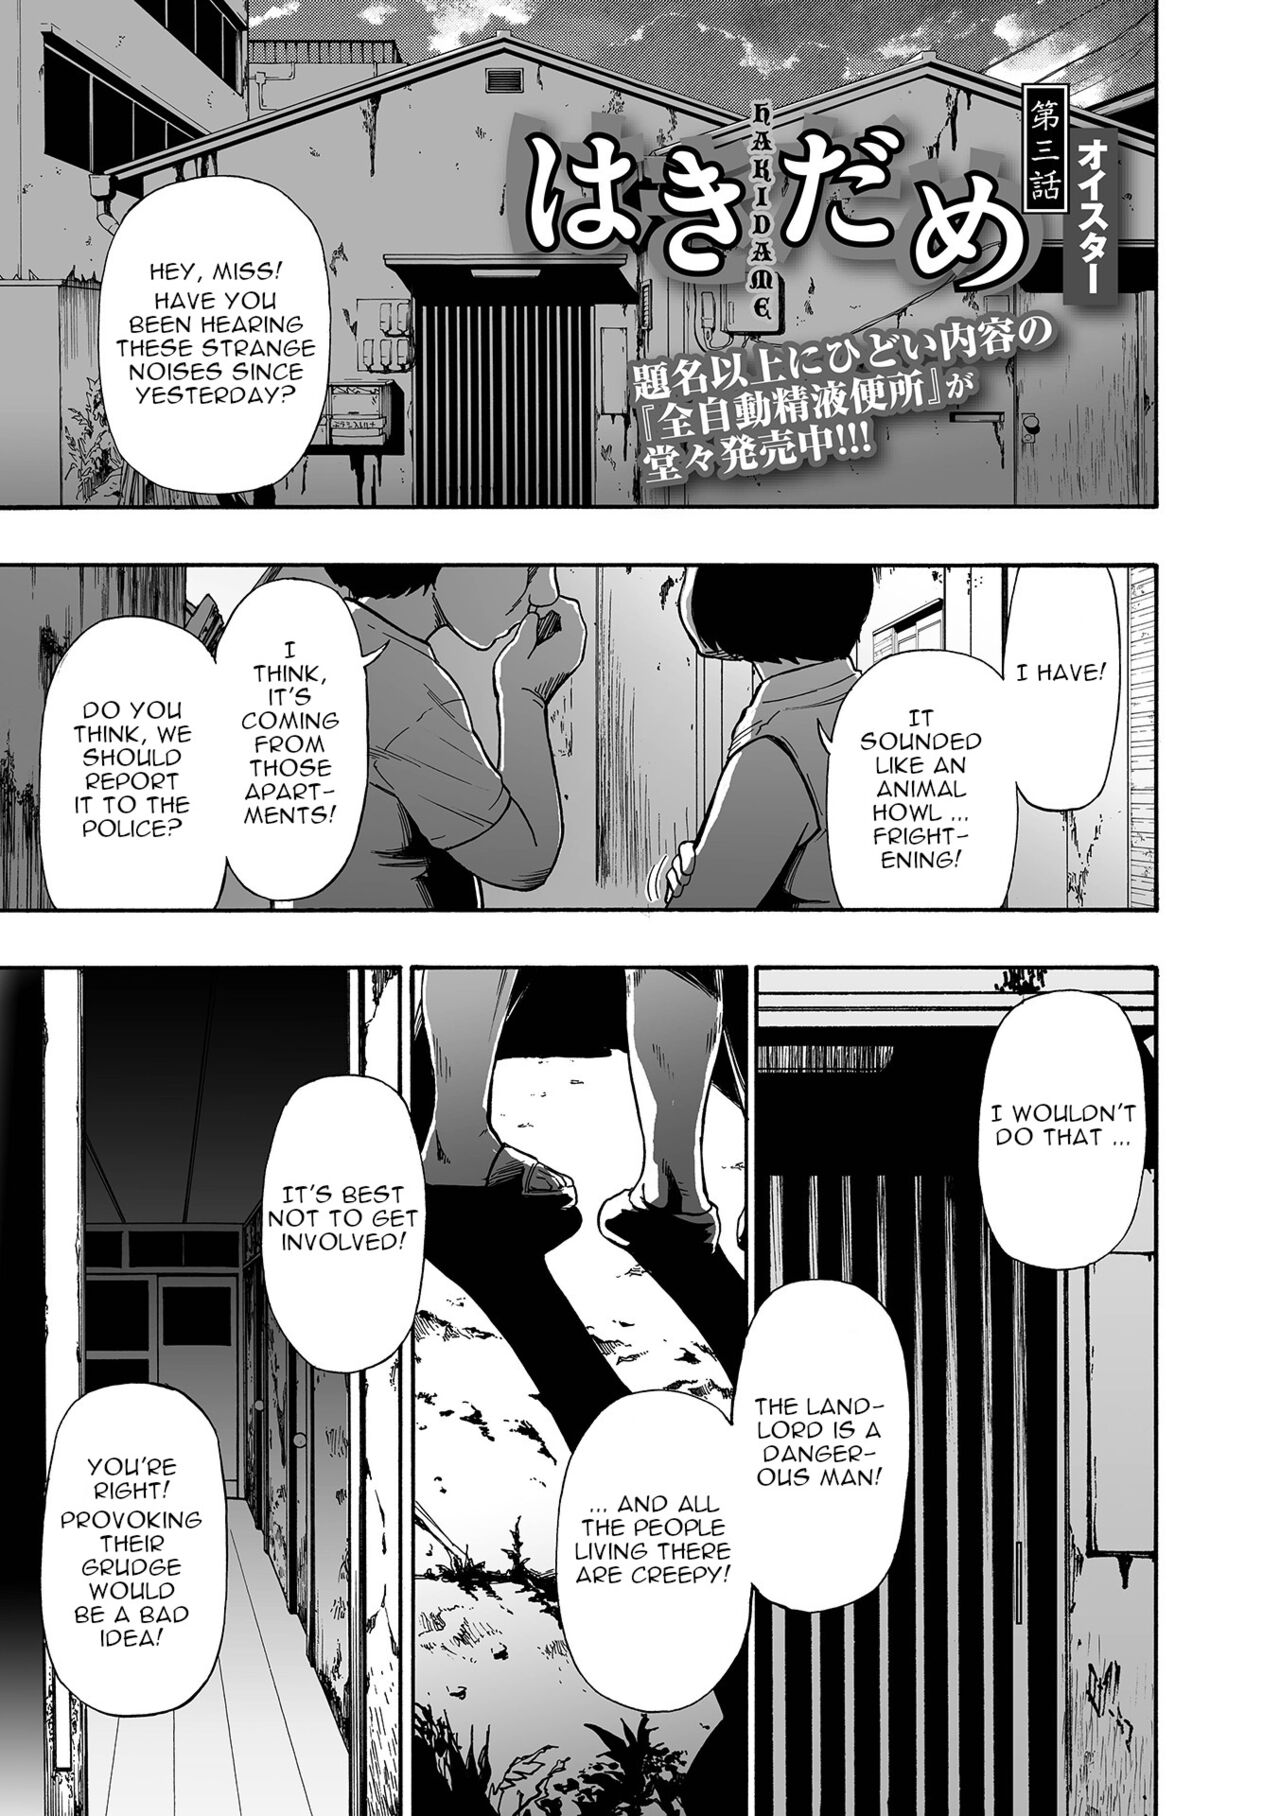 第三話
オイスター
はきだめ
HAKIDAME
題名以上にひどい内容の
『全自動精液便所』が
堂々発売中!!!
HEY, MISS!
HAVE YOU
BEEN HEARING
THESE STRANGE
NOISES SINCE
YESTERDAY?
I HAVE!
IT
SOUNDED
LIKE AN
ANIMAL
HOWL ...
FRIGHT-
ENING!
I
THINK,
IT'S
COMING
FROM
THOSE
APART-
MENTS!
DO YOU
THINK, WE
SHOULD
REPORT
IT TO THE
POLICE?
I WOULDN'T
DO THAT ...
THE LAND-
LORD IS A
DANGER-
OUS MAN!
... AND ALL
THE PEOPLE
LIVING THERE
ARE CREEPY!
IT'S BEST
NOT TO GET
INVOLVED!
YOU'RE
RIGHT!
PROVOKING
THEIR
GRUDGE
WOULD
BE A BAD
IDEA!